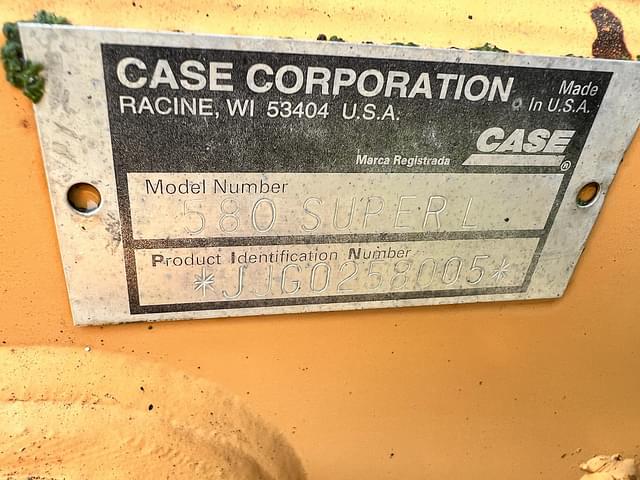 CASE CORPORATION
RACINE, WI 53404 U.S.A.
Made
In U.S.A.
CASE
®
Marca Registrada
Model Number
580 SUPER L
Product Identification Number
*JJG0258005*